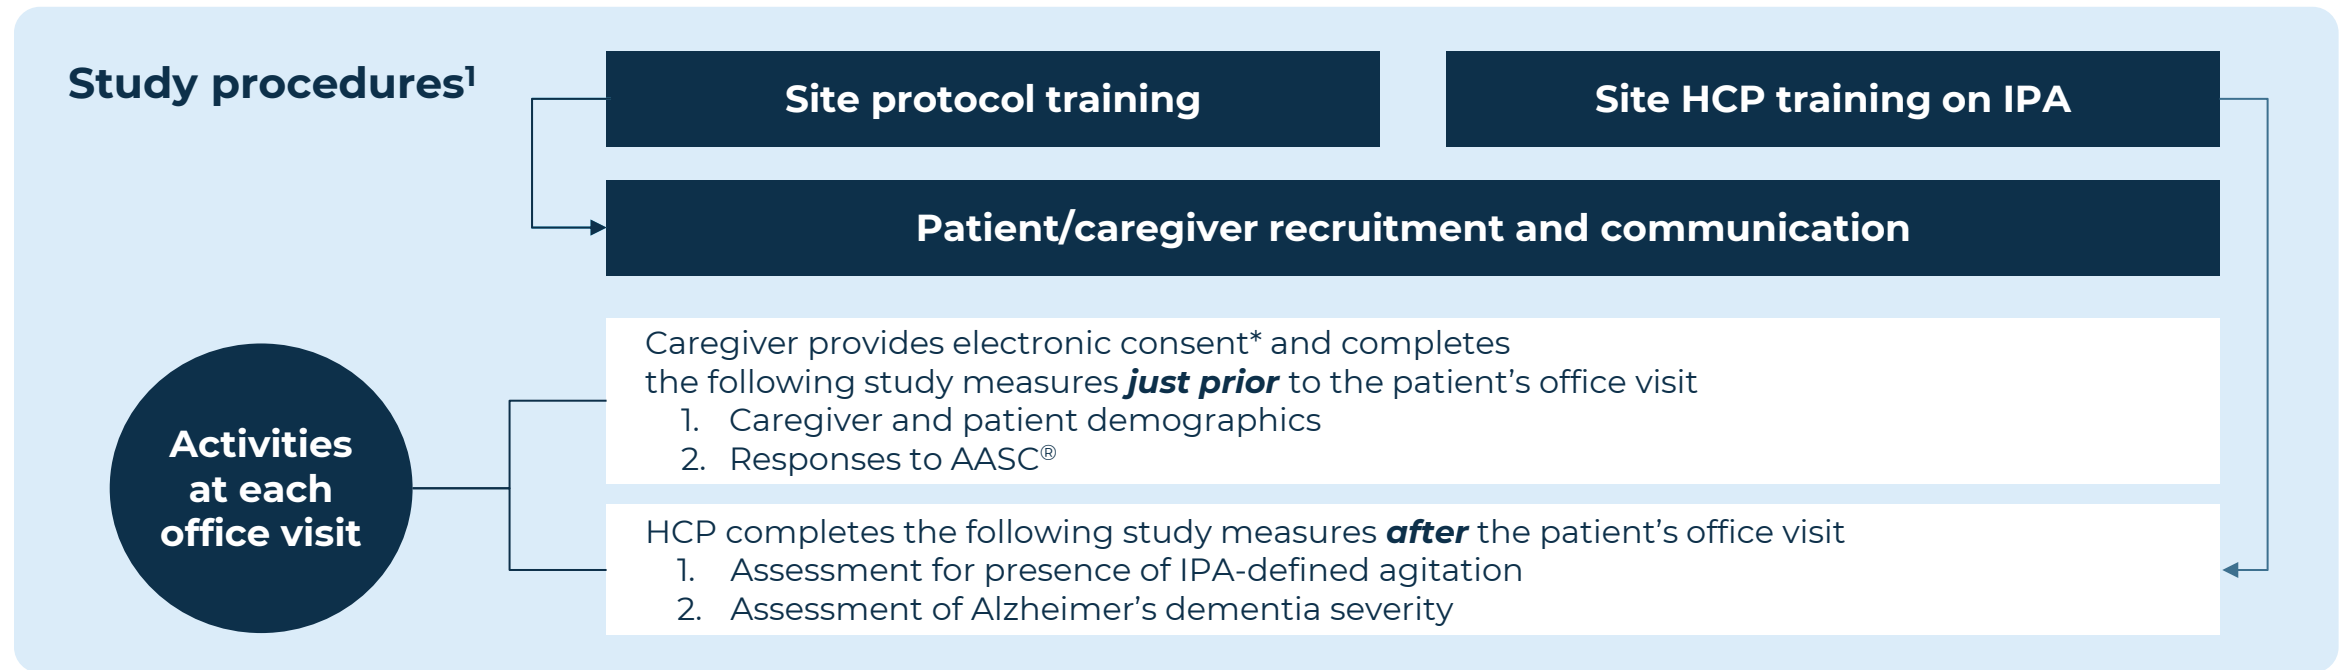 Study procedures¹
Site protocol training
Site HCP training on IPA
Patient/caregiver recruitment and communication
Activities
at each
office visit
Caregiver provides electronic consent* and completes
the following study measures just prior to the patient’s office visit
1. Caregiver and patient demographics
2. Responses to AASC®
HCP completes the following study measures after the patient’s office visit
1. Assessment for presence of IPA-defined agitation
2. Assessment of Alzheimer’s dementia severity